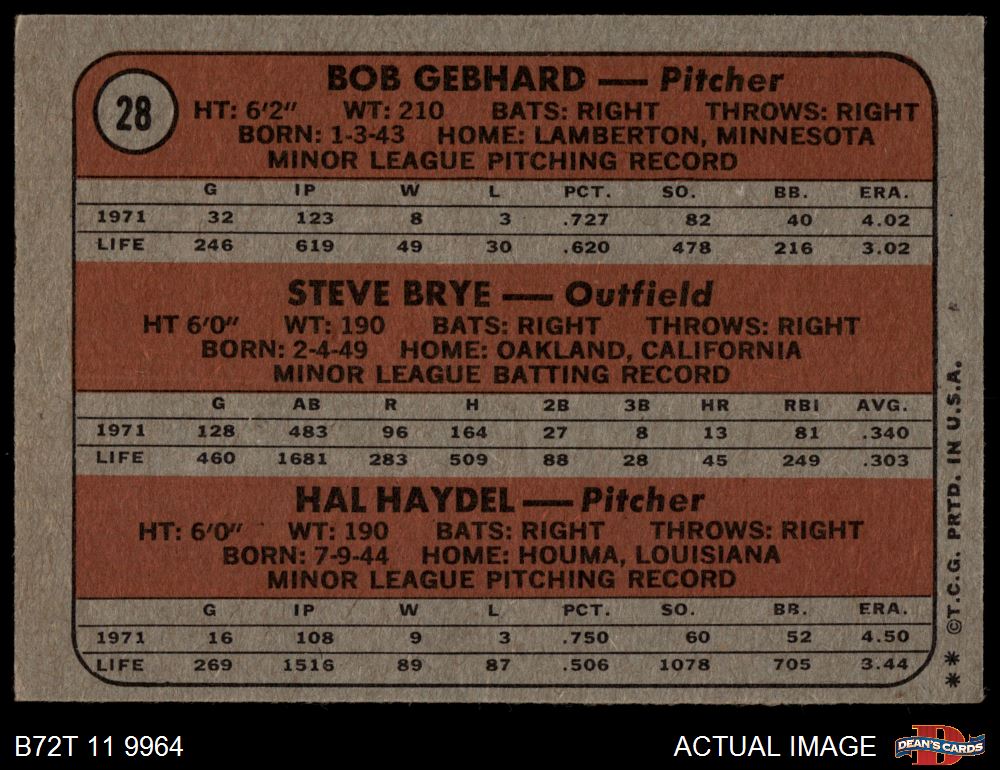 28
BOB GEBHARD — Pitcher
HT: 6'2" WT: 210 BATS: RIGHT THROWS: RIGHT
BORN: 1-3-43 HOME: LAMBERTON, MINNESOTA
MINOR LEAGUE PITCHING RECORD
G IP W L PCT. SO. BB. ERA.
1971 32 123 8 3 .727 82 40 4.02
LIFE 246 619 49 30 .620 478 216 3.02
STEVE BRYE — Outfield
HT 6'0" WT: 190 BATS: RIGHT THROWS: RIGHT
BORN: 2-4-49 HOME: OAKLAND, CALIFORNIA
MINOR LEAGUE BATTING RECORD
G AB R H 2B 3B HR RBI AVG.
1971 128 483 96 164 27 8 13 81 .340
LIFE 460 1681 283 509 88 28 45 249 .303
HAL HAYDEL — Pitcher
HT: 6'0" WT: 190 BATS: RIGHT THROWS: RIGHT
BORN: 7-9-44 HOME: HOUMA, LOUISIANA
MINOR LEAGUE PITCHING RECORD
G IP W L PCT. SO. BB. ERA.
1971 16 108 9 3 .750 60 52 4.50
LIFE 269 1516 89 87 .506 1078 705 3.44
** ©T.C.G. PRTD. IN U.S.A.
B72T 11 9964
ACTUAL IMAGE
D
DEAN'S CARDS